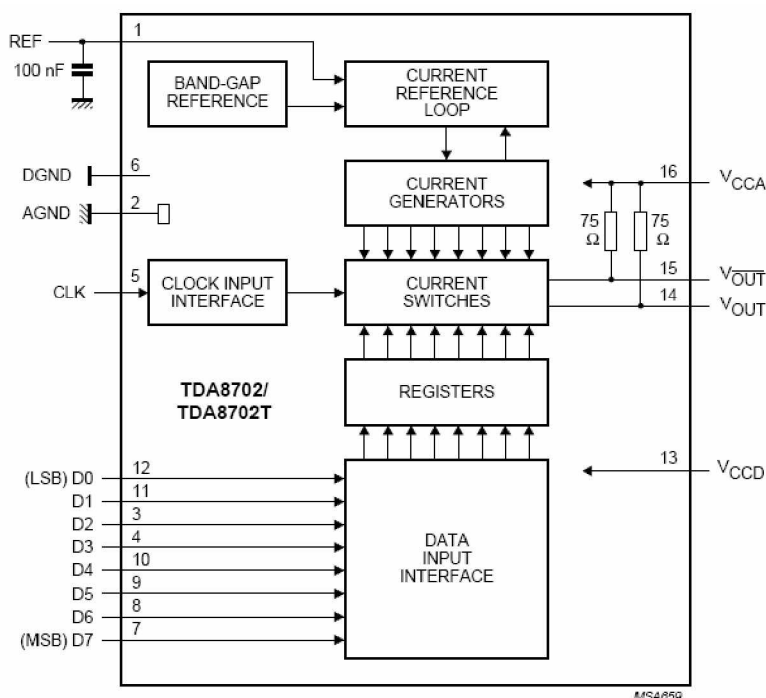 REF
1
100 nF
BAND-GAP
REFERENCE
CURRENT
REFERENCE
LOOP
DGND
6
AGND
2
CURRENT
GENERATORS
16
VCCA
75
Ω
75
Ω
CLK
5
CLOCK INPUT
INTERFACE
CURRENT
SWITCHES
15
VO̅U̅T̅
14
VOUT
TDA8702/
TDA8702T
REGISTERS
(LSB) D0
12
D1
11
D2
3
D3
4
D4
10
D5
9
D6
8
(MSB) D7
7
DATA
INPUT
INTERFACE
13
VCCD
MSA659